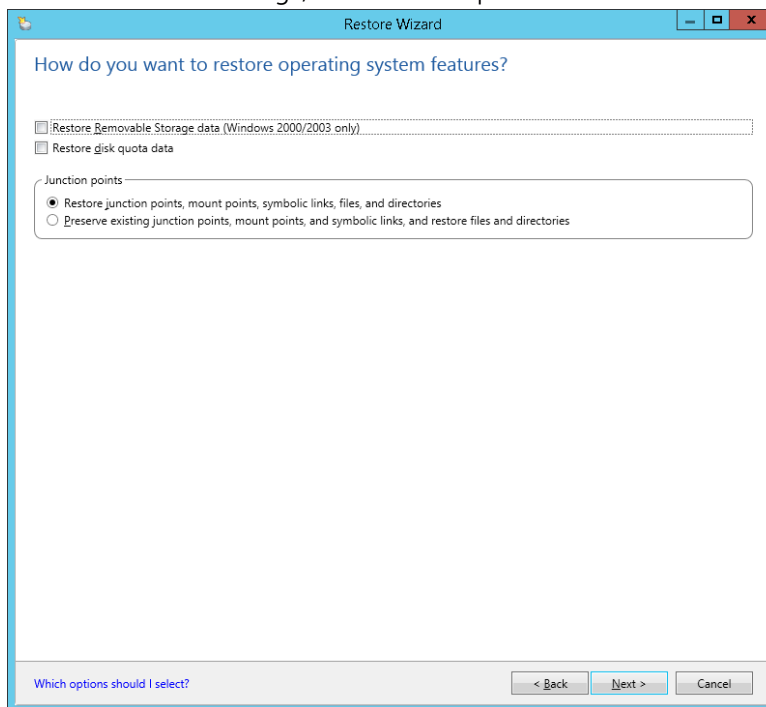 Restore Wizard
How do you want to restore operating system features?
Restore Removable Storage data (Windows 2000/2003 only)
Restore disk quota data
Junction points
Restore junction points, mount points, symbolic links, files, and directories
Preserve existing junction points, mount points, and symbolic links, and restore files and directories
Which options should I select?
< Back
Next >
Cancel